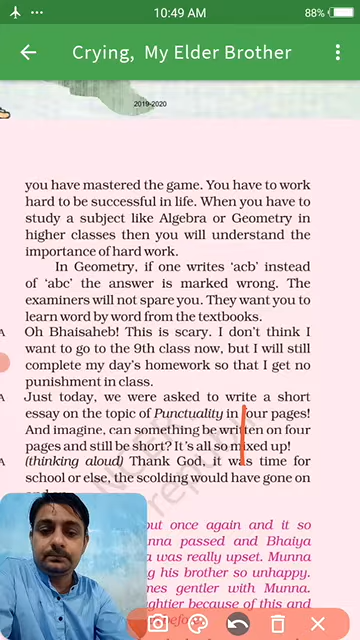 10:49 AM
88%
Crying, My Elder Brother
2019-2020
you have mastered the game. You have to work
hard to be successful in life. When you have to
study a subject like Algebra or Geometry in
higher classes then you will understand the
importance of hard work.
In Geometry, if one writes 'acb' instead
of 'abc' the answer is marked wrong. The
examiners will not spare you. They want you to
learn word by word from the textbooks.
A Oh Bhaisaheb! This is scary. I don't think I
want to go to the 9th class now, but I will still
complete my day's homework so that I get no
punishment in class.
A Just today, we were asked to write a short
essay on the topic of Punctuality in four pages!
And imagine, can something be written on four
pages and still be short? It's all so mixed up!
A (thinking aloud) Thank God, it was time for
school or else, the scolding would have gone on
but once again and it so
passed and Bhaiya
was really upset. Munna
his brother so unhappy.
gentler with Munna.
because of this and